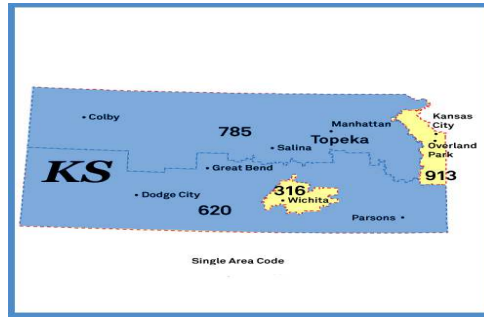 Kansas
City
Colby
Manhattan
785
Topeka
Overland
Park
Salina
KS
Great Bend
913
316
Dodge City
Wichita
620
Parsons
Single Area Code